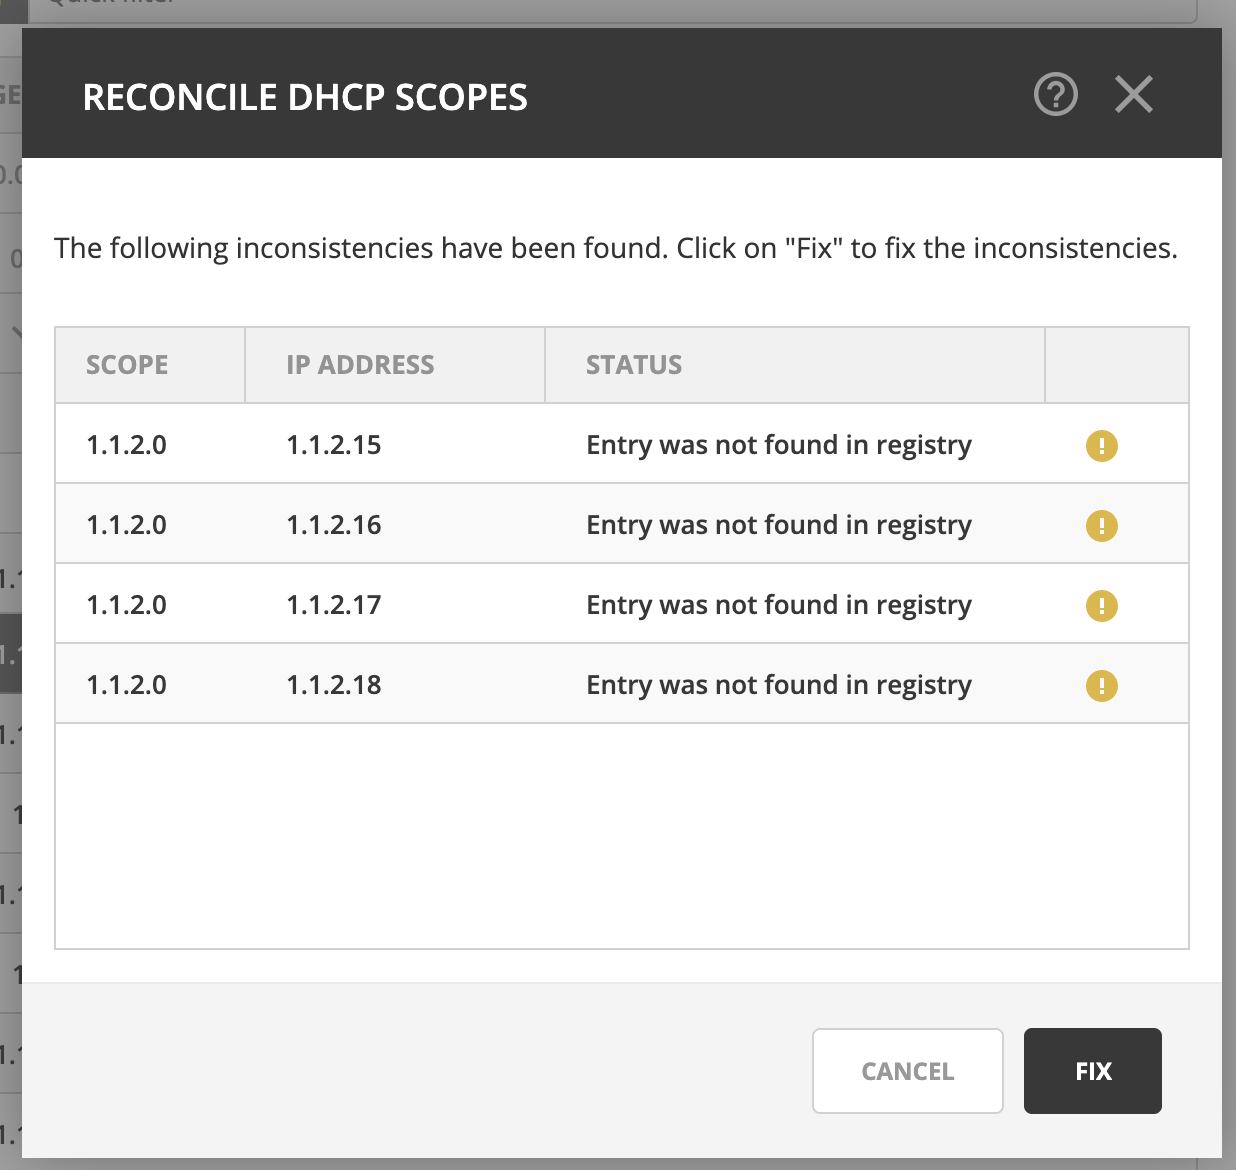 RECONCILE DHCP SCOPES
The following inconsistencies have been found. Click on "Fix" to fix the inconsistencies.
SCOPE IP ADDRESS STATUS
1.1.2.0 1.1.2.15 Entry was not found in registry
1.1.2.0 1.1.2.16 Entry was not found in registry
1.1.2.0 1.1.2.17 Entry was not found in registry
1.1.2.0 1.1.2.18 Entry was not found in registry
CANCEL FIX